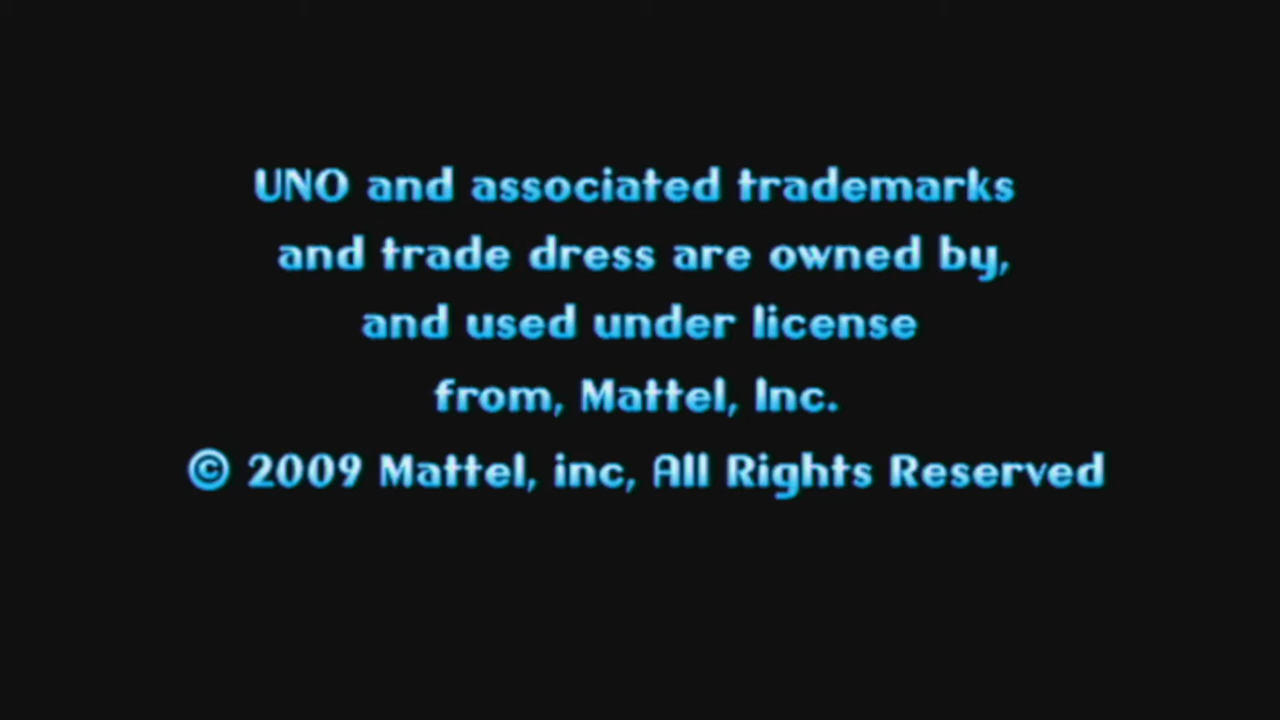 UNO and associated trademarks
and trade dress are owned by,
and used under license
from, Mattel, Inc.
© 2009 Mattel, inc, All Rights Reserved